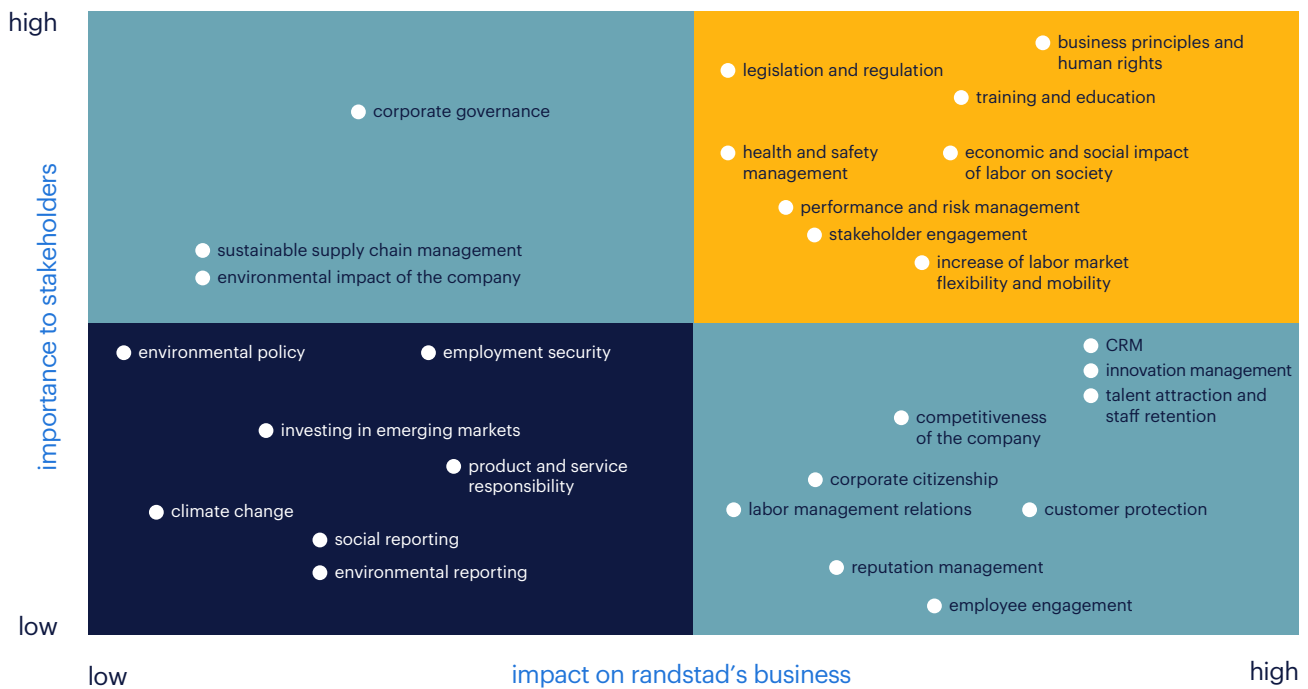 high
business principles and
human rights
legislation and regulation
training and education
corporate governance
health and safety
management
economic and social impact
of labor on society
performance and risk management
stakeholder engagement
sustainable supply chain management
environmental impact of the company
increase of labor market
flexibility and mobility
importance to stakeholders
environmental policy
employment security
CRM
innovation management
talent attraction and
staff retention
competitiveness
of the company
investing in emerging markets
product and service
responsibility
corporate citizenship
climate change
labor management relations
customer protection
social reporting
environmental reporting
reputation management
employee engagement
low
low
impact on randstad's business
high